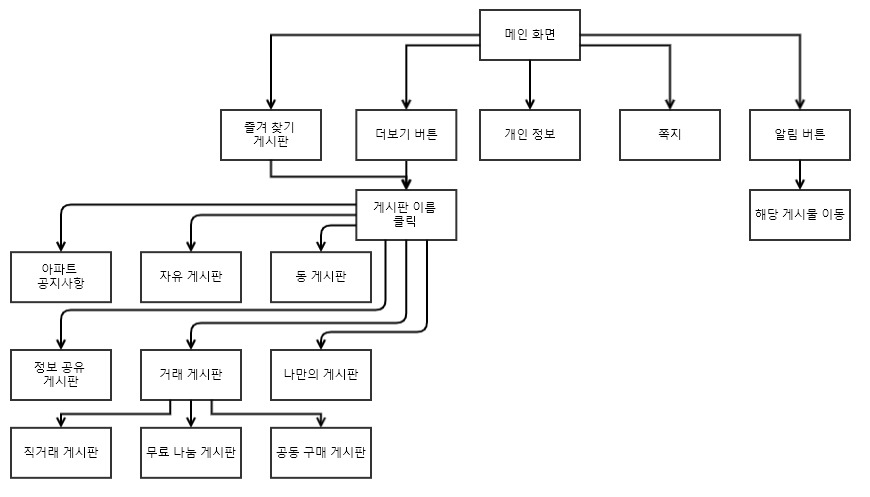 메인 화면
즐겨 찾기
게시판
더보기 버튼
개인 정보
쪽지
알림 버튼
게시판 이름
클릭
해당 게시물 이동
아파트
공지사항
자유 게시판
동 게시판
정보 공유
게시판
거래 게시판
나만의 게시판
직거래 게시판
무료 나눔 게시판
공동 구매 게시판